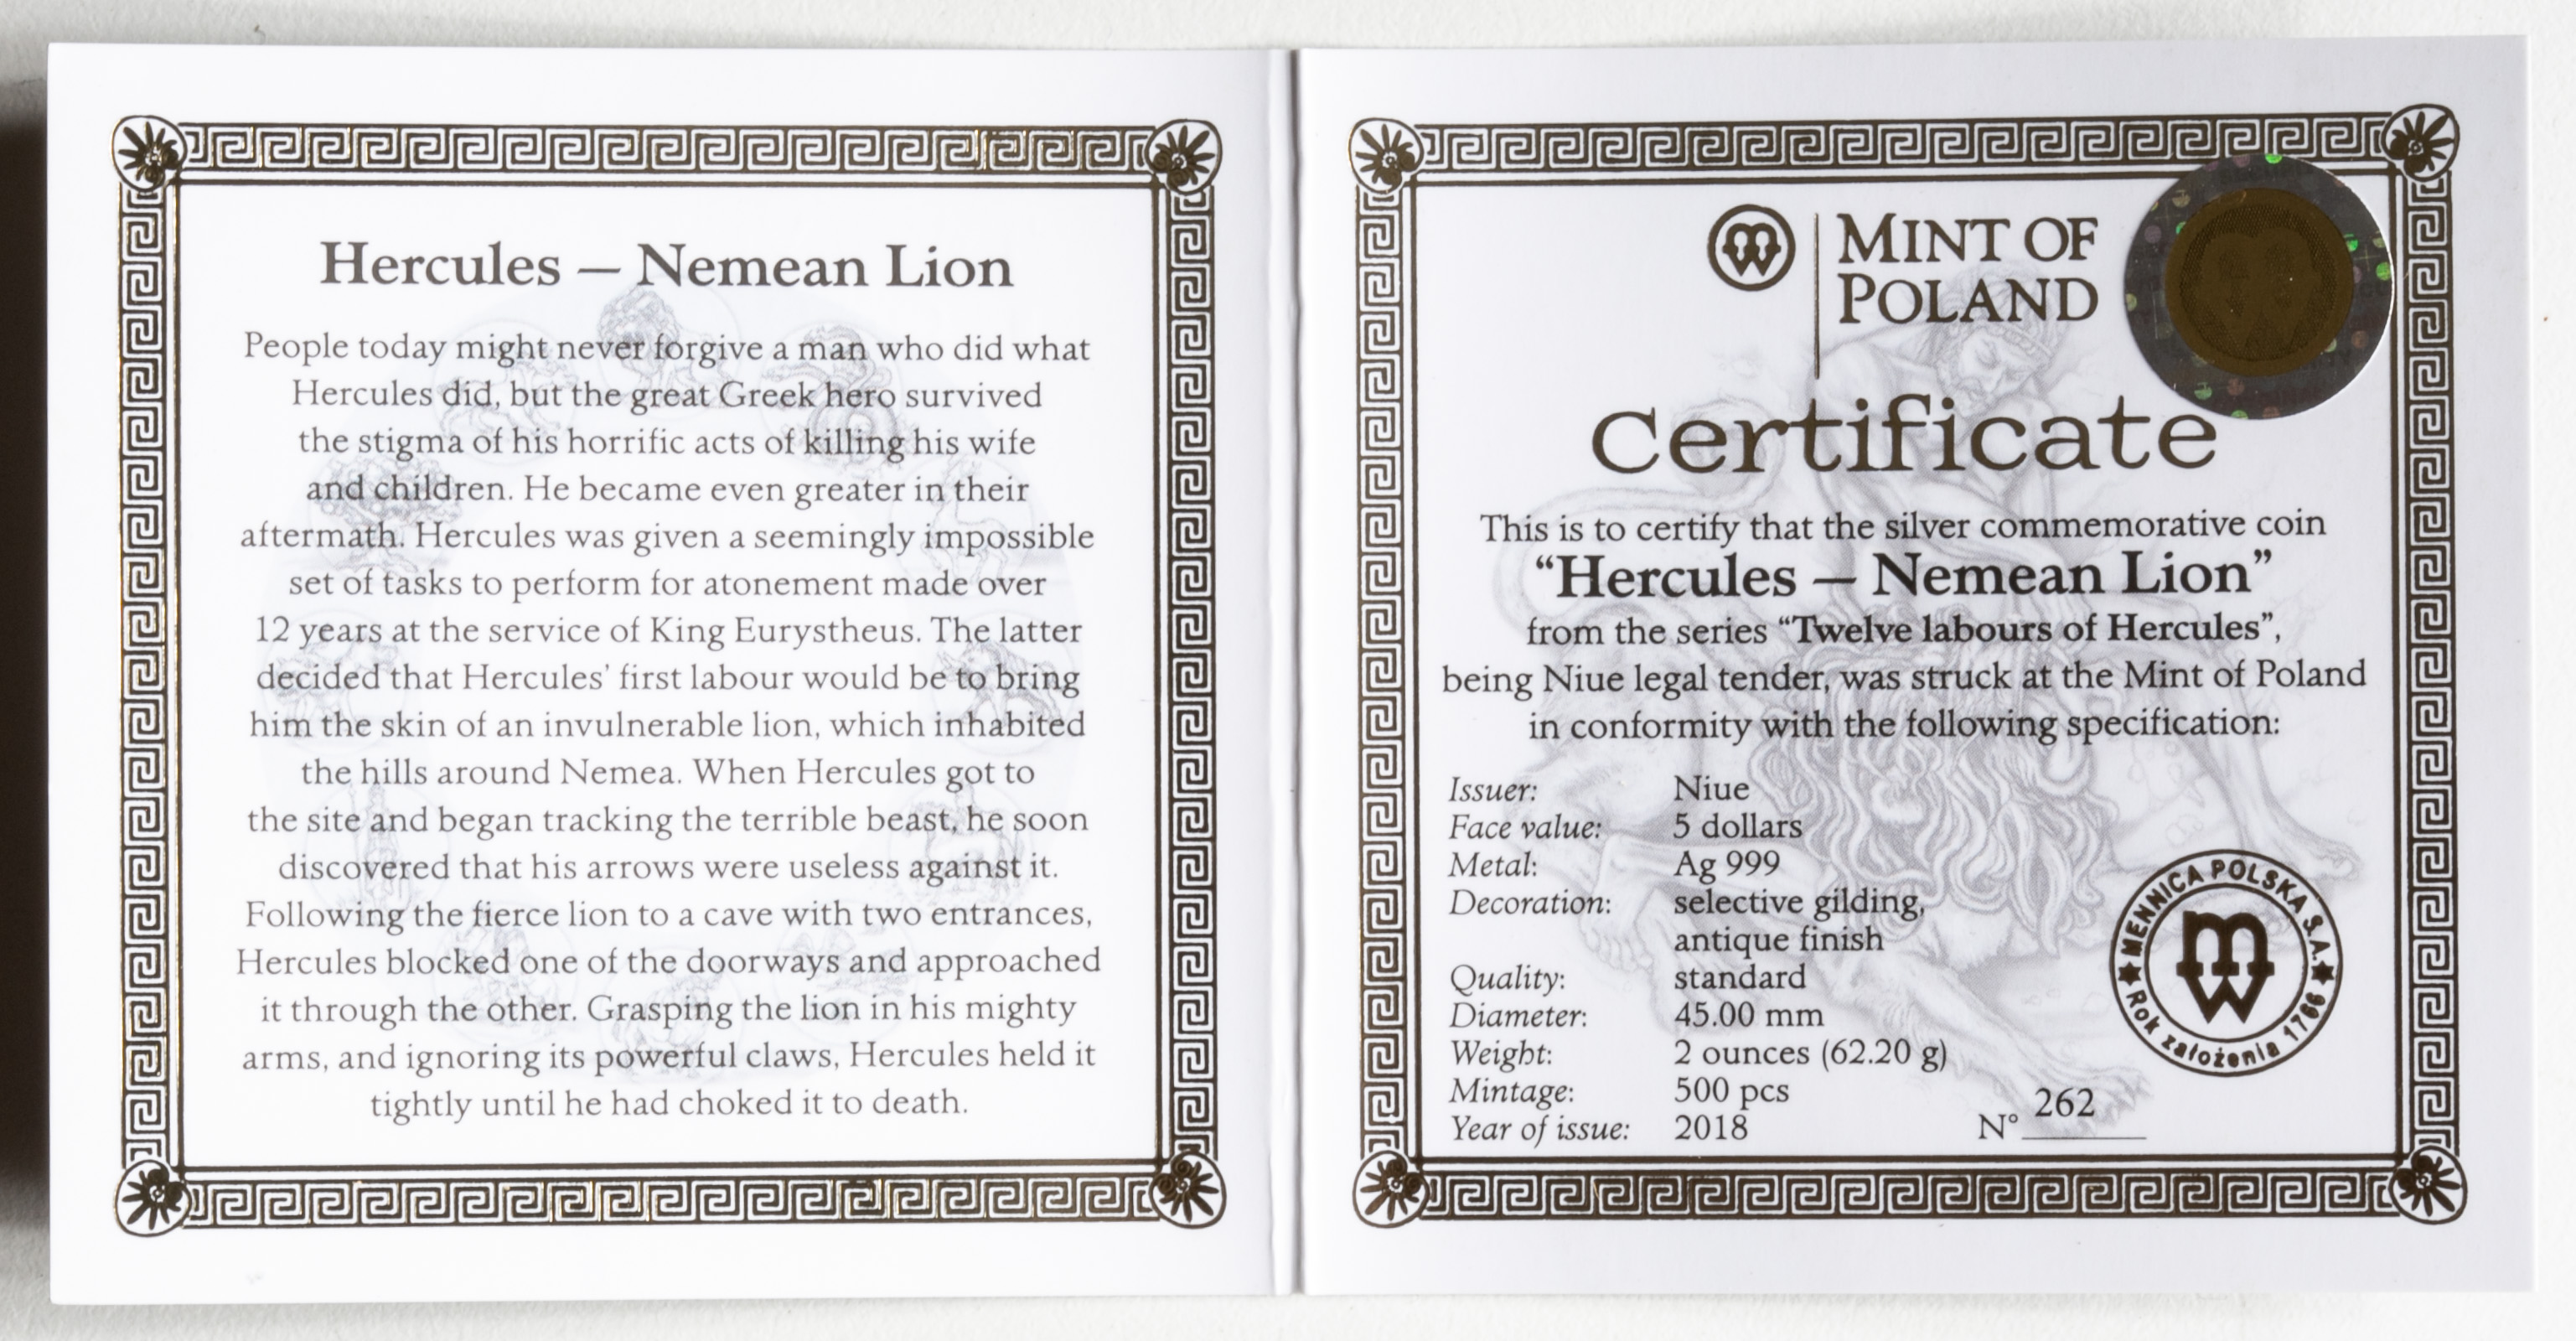 Hercules — Nemean Lion
People today might never forgive a man who did what
Hercules did, but the great Greek hero survived
the stigma of his horrific acts of killing his wife
and children. He became even greater in their
aftermath. Hercules was given a seemingly impossible
set of tasks to perform for atonement made over
12 years at the service of King Eurystheus. The latter
decided that Hercules’ first labour would be to bring
him the skin of an invulnerable lion, which inhabited
the hills around Nemea. When Hercules got to
the site and began tracking the terrible beast, he soon
discovered that his arrows were useless against it.
Following the fierce lion to a cave with two entrances,
Hercules blocked one of the doorways and approached
it through the other. Grasping the lion in his mighty
arms, and ignoring its powerful claws, Hercules held it
tightly until he had choked it to death.
MINT OF
POLAND
Certificate
This is to certify that the silver commemorative coin
“Hercules — Nemean Lion”
from the series “Twelve labours of Hercules”,
being Niue legal tender, was struck at the Mint of Poland
in conformity with the following specification:
Issuer: Niue
Face value: 5 dollars
Metal: Ag 999
Decoration: selective gilding,
antique finish
Quality: standard
Diameter: 45.00 mm
Weight: 2 ounces (62.20 g)
Mintage: 500 pcs
Year of issue: 2018
N° 262
MENNICA POLSKA S.A.
Rok założenia 1766